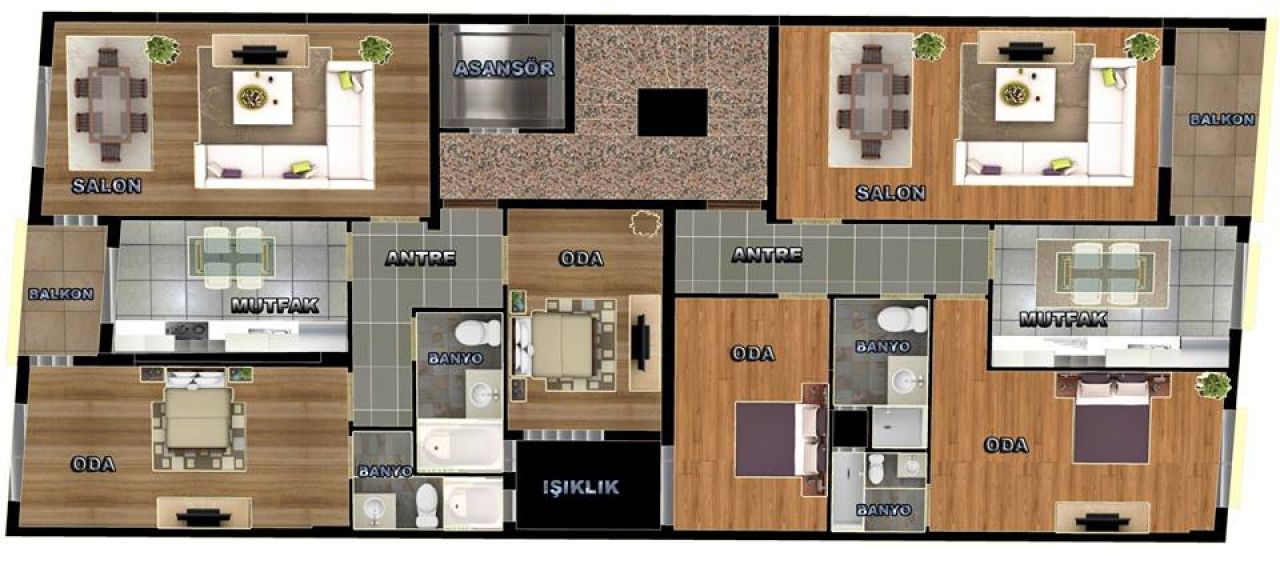 ASANSÖR
BALKON
SALON
SALON
ANTRE
ODA
ANTRE
BALKON
MUTFAK
MUTFAK
BANYO
ODA
BANYO
ODA
BANYO
IŞIKLIK
ODA
BANYO